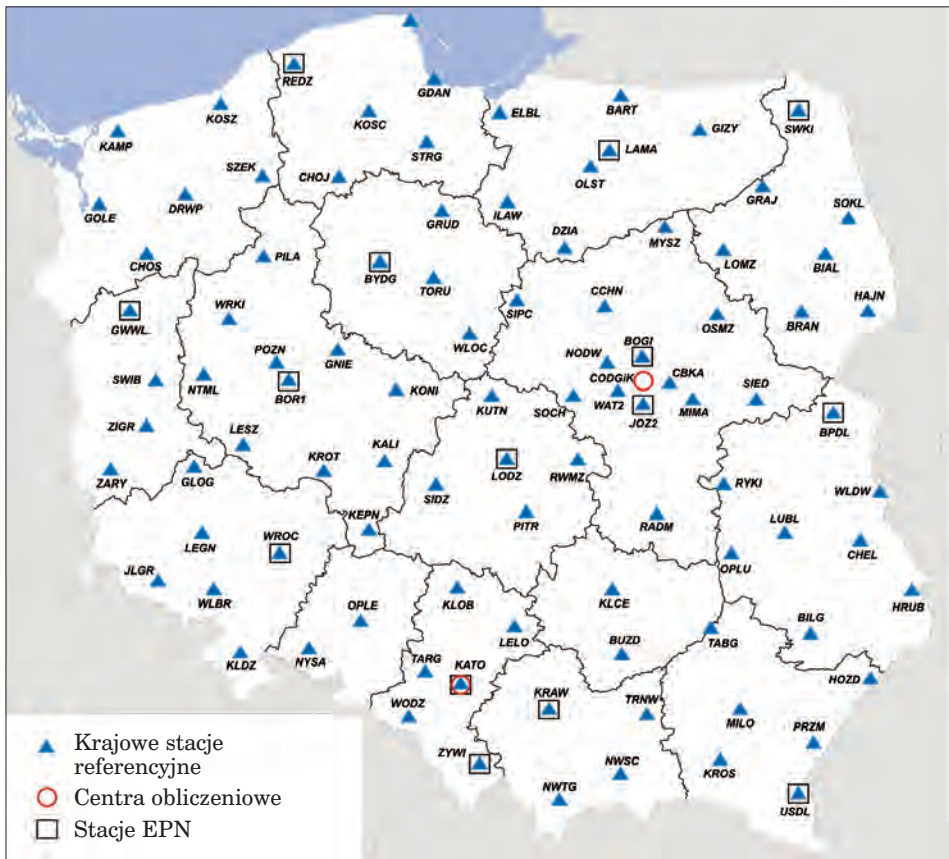 REDZ
GDAN
KOSZ
KOSC
ELBL
BART
GIZY
SWKI
KAMP
STRG
LAMA
SZEK
CHOJ
OLST
GRAJ
SOKL
GOLE
DRWP
GRUD
ILAW
DZIA
MYSZ
CHOS
PILA
BYDG
TORU
LOMZ
BIAL
HAJN
GWWL
WRKI
SIPC
CCHN
OSMZ
BRAN
WLOC
POZN
GNIE
NODW
BOGI
CODGiK
CBKA
SIED
SWIB
NTML
BOR1
KONI
KUTN
SOCH
WAT2
JOZ2
MIMA
BPDL
ZIGR
LESZ
KROT
KALI
LODZ
RWMZ
ZARY
GLOG
SIDZ
RYKI
WLDW
KEPN
PITR
RADM
LUBL
LEGN
WROC
OPLU
CHEL
JLGR
WLBR
OPLE
KLOB
KLCE
HRUB
KLDZ
NYSA
LELO
BUZD
TABG
BILG
TARG
KATO
HOZD
WODZ
KRAW
TRNW
MILO
PRZM
ZYWI
NWSC
KROS
NWTG
USDL
Krajowe stacje
referencyjne
Centra obliczeniowe
Stacje EPN